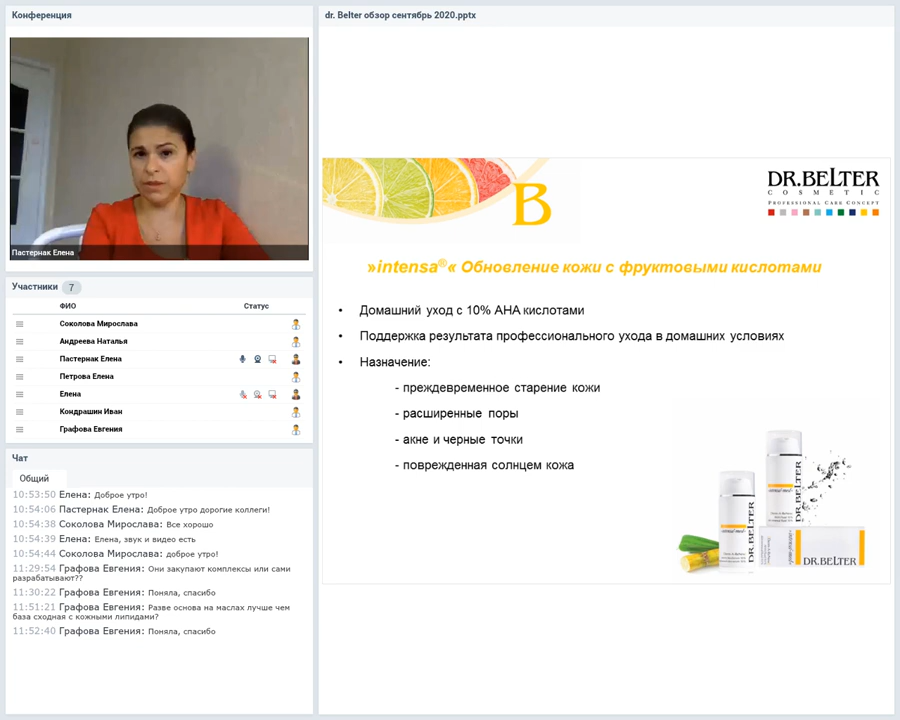 Конференция
Пастернак Елена
Участники 7
ФИО Статус
Соколова Мирослава
Андреева Наталья
Пастернак Елена
Петрова Елена
Елена
Кондрашин Иван
Графова Евгения
Чат
Общий
10:53:50 Елена: Доброе утро!
10:54:06 Пастернак Елена: Доброе утро дорогие коллеги!
10:54:38 Соколова Мирослава: Все хорошо
10:54:39 Елена: Елена, звук и видео есть
10:54:44 Соколова Мирослава: доброе утро!
11:29:54 Графова Евгения: Они закупают комплексы или сами
разрабатывают??
11:30:22 Графова Евгения: Поняла, спасибо
11:51:21 Графова Евгения: Разве основа на маслах лучше чем
база сходная с кожными липидами?
11:52:40 Графова Евгения: Поняла, спасибо
dr. Belter обзор сентябрь 2020.pptx
B
DR.BELTER
COSMETIC
PROFESSIONAL CARE CONCEPT
»intensa®« Обновление кожи с фруктовыми кислотами
• Домашний уход с 10% АНА кислотами
• Поддержка результата профессионального ухода в домашних условиях
• Назначение:
- преждевременное старение кожи
- расширенные поры
- акне и черные точки
- поврежденная солнцем кожа
DR.BELTER
DR.BELTER
DR.BELTER